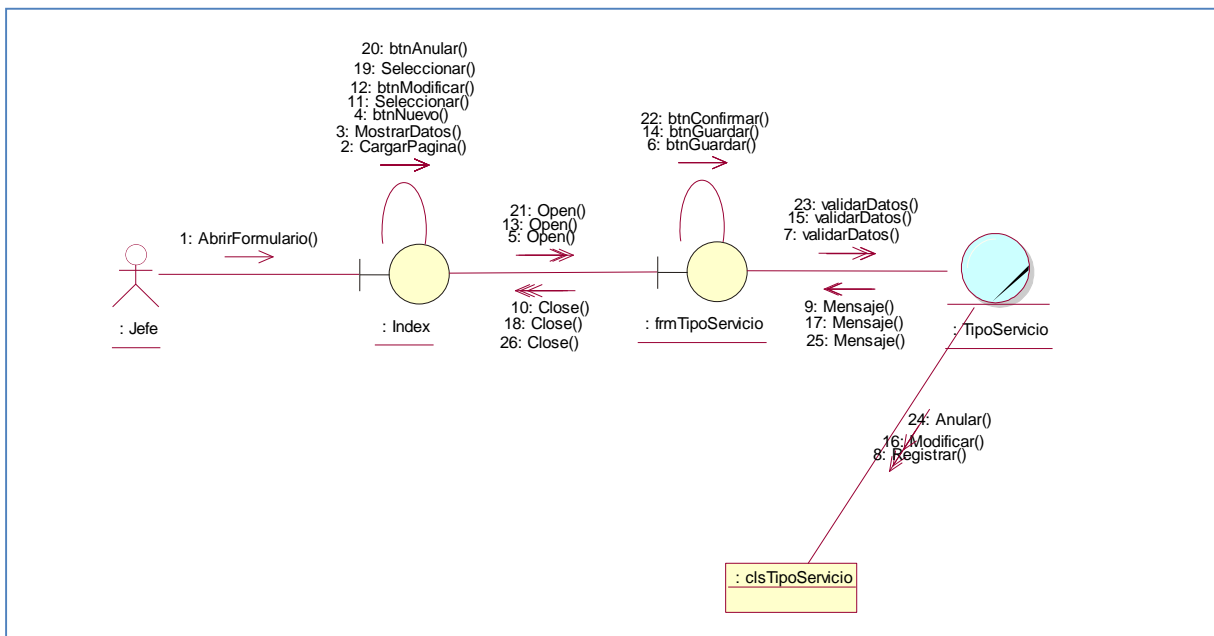 20: btnAnular()
19: Seleccionar()
12: btnModificar()
11: Seleccionar()
4: btnNuevo()
3: MostrarDatos()
2: CargarPagina()
22: btnConfirmar()
14: btnGuardar()
6: btnGuardar()
1: AbrirFormulario()
21: Open()
13: Open()
5: Open()
23: validarDatos()
15: validarDatos()
7: validarDatos()
10: Close()
18: Close()
26: Close()
9: Mensaje()
17: Mensaje()
25: Mensaje()
: Jefe
: Index
: frmTipoServicio
: TipoServicio
24: Anular()
16: Modificar()
8: Registrar()
: clsTipoServicio